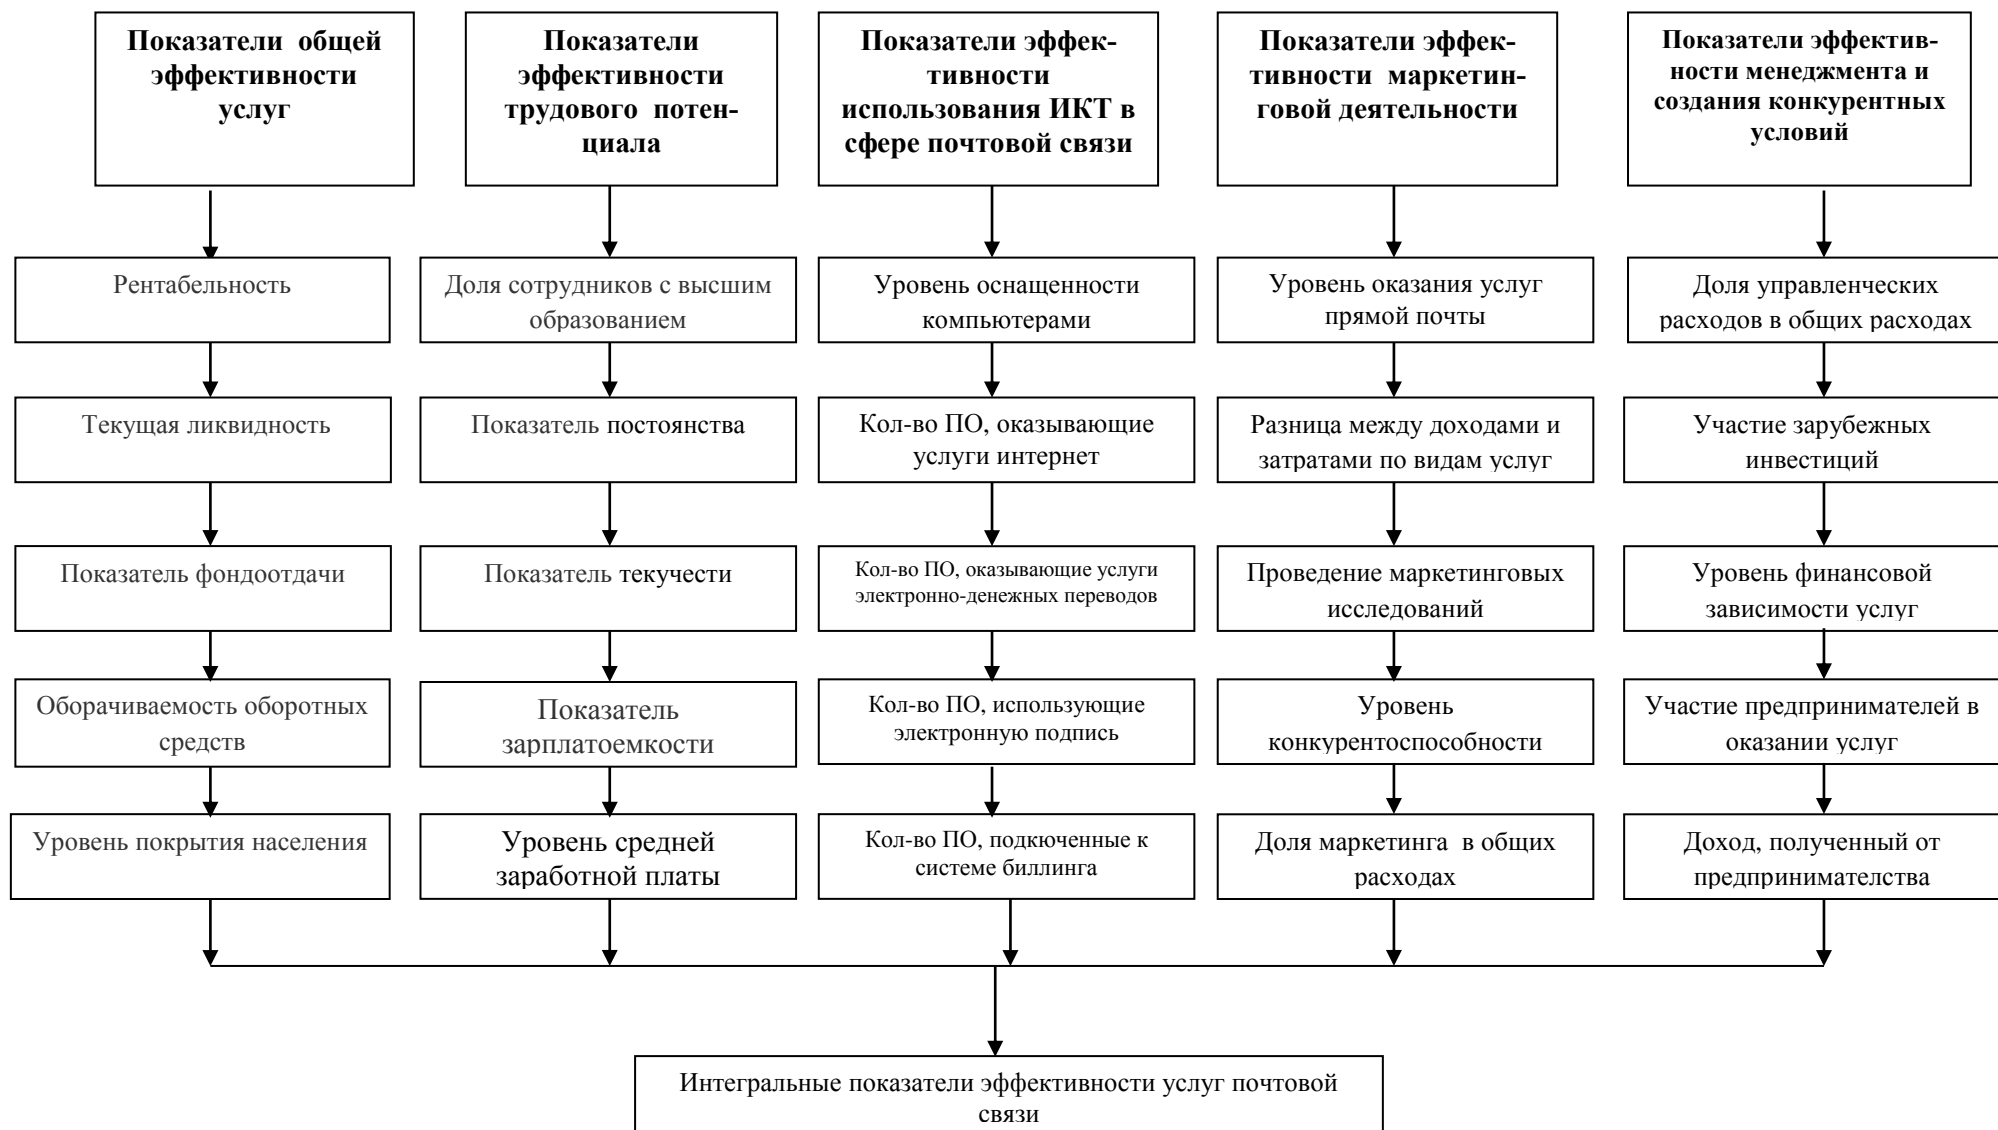 Показатели общей
эффективности
услуг
Показатели
эффективности
трудового потен-
циала
Показатели эффек-
тивности
использования ИКТ в
сфере почтовой связи
Показатели эффек-
тивности маркетин-
говой деятельности
Показатели эффектив-
ности менеджмента и
создания конкурентных
условий
Рентабельность
Доля сотрудников с высшим
образованием
Уровень оснащенности
компьютерами
Уровень оказания услуг
прямой почты
Доля управленческих
расходов в общих расходах
Текущая ликвидность
Показатель постоянства
Кол-во ПО, оказывающие
услуги интернет
Разница между доходами и
затратами по видам услуг
Участие зарубежных
инвестиций
Показатель фондоотдачи
Показатель текучести
Кол-во ПО, оказывающие услуги
электронно-денежных переводов
Проведение маркетинговых
исследований
Уровень финансовой
зависимости услуг
Оборачиваемость оборотных
средств
Показатель
зарплатоемкости
Кол-во ПО, использующие
электронную подпись
Уровень
конкурентоспособности
Участие предпринимателей в
оказании услуг
Уровень покрытия населения
Уровень средней
заработной платы
Кол-во ПО, подкюченные к
системе биллинга
Доля маркетинга в общих
расходах
Доход, полученный от
предпринимателства
Интегральные показатели эффективности услуг почтовой
связи